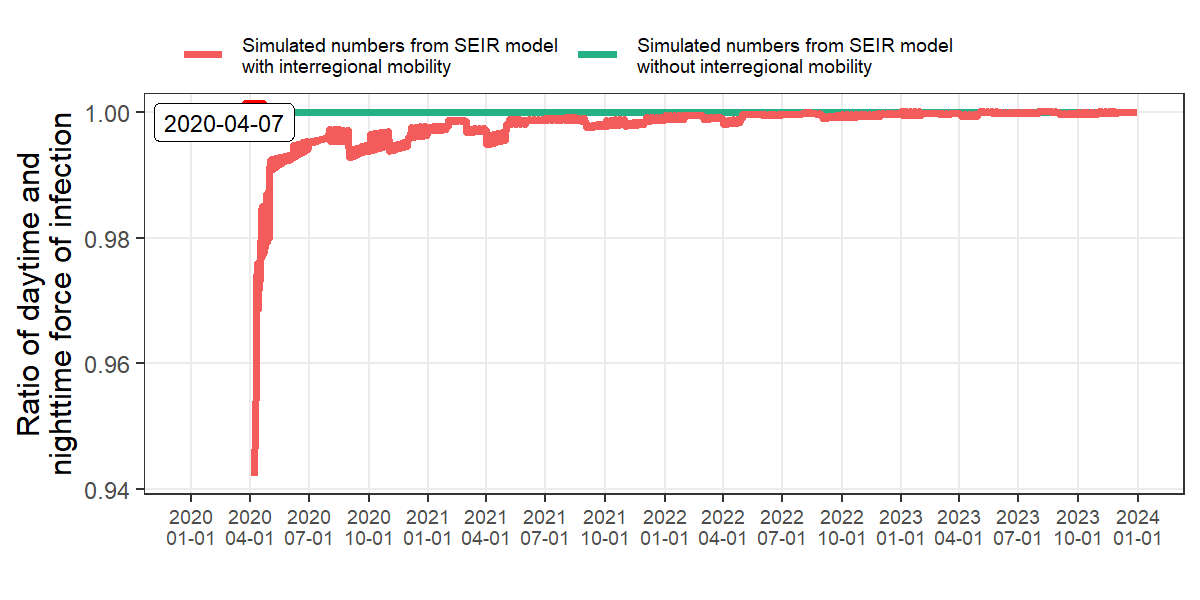 Simulated numbers from SEIR model
with interregional mobility
Simulated numbers from SEIR model
without interregional mobility
Ratio of daytime and
nighttime force of infection
1.00
0.98
0.96
0.94
2020-04-07
2020 2020 2020 2020 2021 2021 2021 2021 2022 2022 2022 2022 2023 2023 2023 2023 2024
01-01 04-01 07-01 10-01 01-01 04-01 07-01 10-01 01-01 04-01 07-01 10-01 01-01 04-01 07-01 10-01 01-01